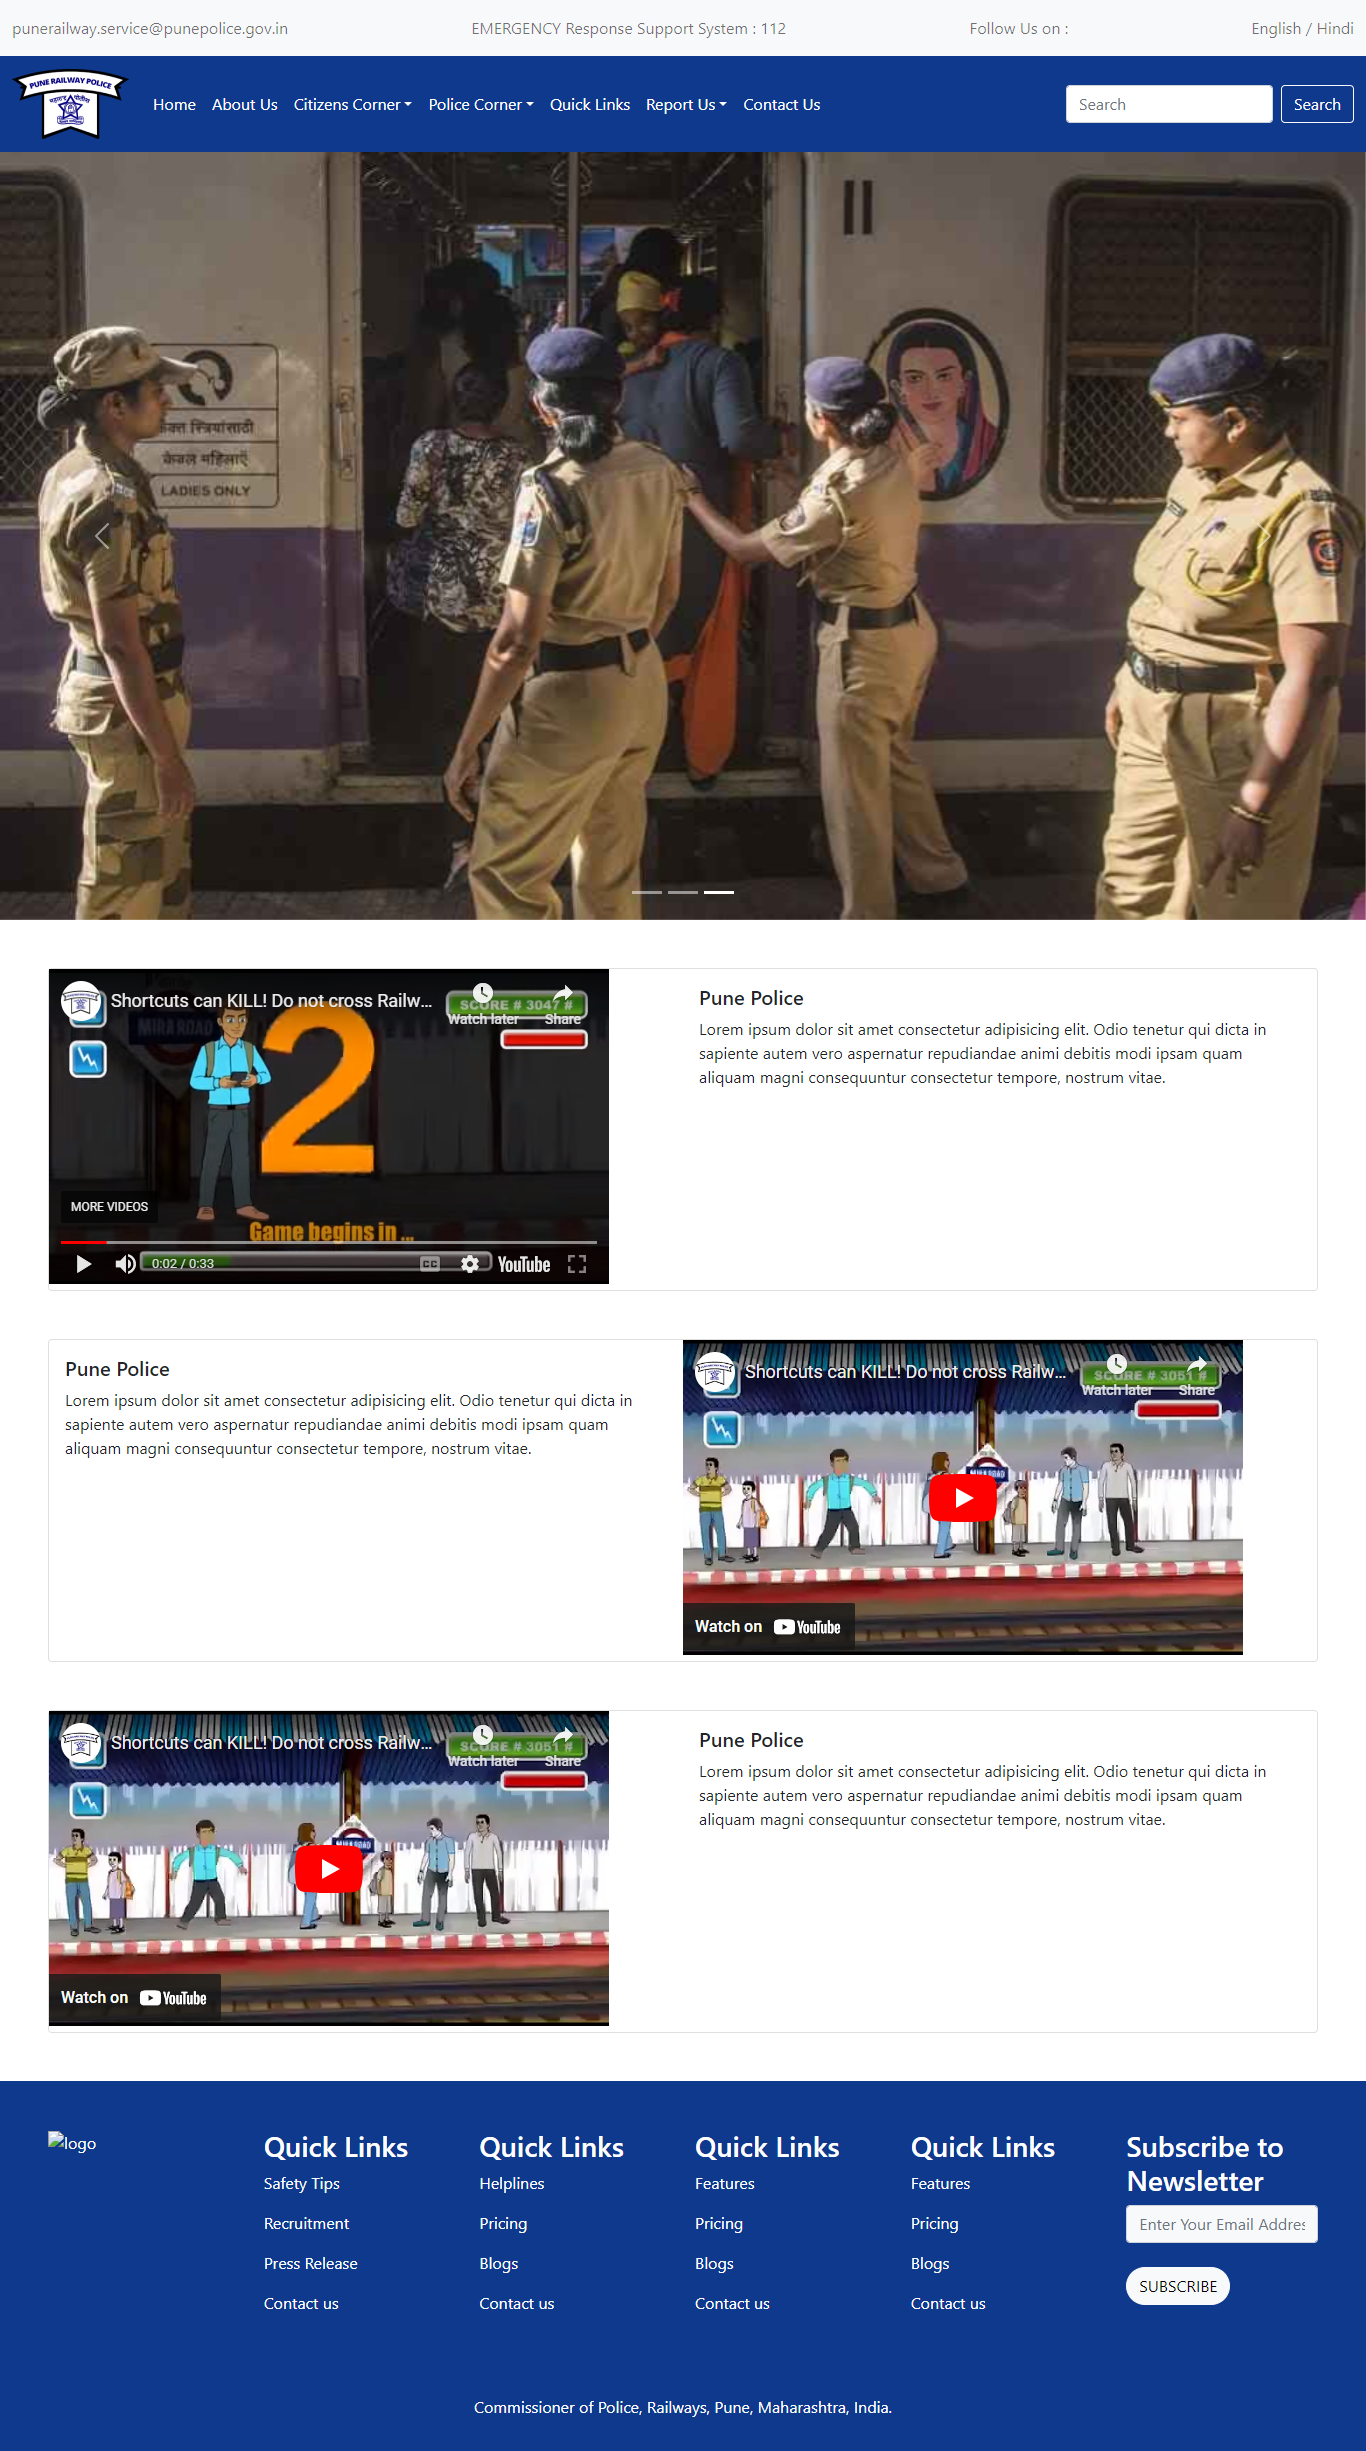 punerailway.service@punepolice.gov.in
EMERGENCY Response Support System : 112
Follow Us on :
English / Hindi
PUNE RAILWAY POLICE
Home
About Us
Citizens Corner
Police Corner
Quick Links
Report Us
Contact Us
Search
Search
स्त्रियांसाठी
केवल महिलाएँ
LADIES ONLY
Shortcuts can KILL! Do not cross Railw...
SCORE # 3047 #
Watch later
Share
MIRA ROAD
2
MORE VIDEOS
Game begins in ...
0:02 / 0:33
CC
YouTube
Pune Police
Lorem ipsum dolor sit amet consectetur adipisicing elit. Odio tenetur qui dicta in
sapiente autem vero aspernatur repudiandae animi debitis modi ipsam quam
aliquam magni consequuntur consectetur tempore, nostrum vitae.
Pune Police
Lorem ipsum dolor sit amet consectetur adipisicing elit. Odio tenetur qui dicta in
sapiente autem vero aspernatur repudiandae animi debitis modi ipsam quam
aliquam magni consequuntur consectetur tempore, nostrum vitae.
Shortcuts can KILL! Do not cross Railw...
SCORE # 3051 #
Watch later
Share
MIRA ROAD
Watch on YouTube
Shortcuts can KILL! Do not cross Railw...
SCORE # 3051 #
Watch later
Share
MIRA ROAD
Watch on YouTube
Pune Police
Lorem ipsum dolor sit amet consectetur adipisicing elit. Odio tenetur qui dicta in
sapiente autem vero aspernatur repudiandae animi debitis modi ipsam quam
aliquam magni consequuntur consectetur tempore, nostrum vitae.
logo
Quick Links
Safety Tips
Recruitment
Press Release
Contact us
Quick Links
Helplines
Pricing
Blogs
Contact us
Quick Links
Features
Pricing
Blogs
Contact us
Quick Links
Features
Pricing
Blogs
Contact us
Subscribe to
Newsletter
Enter Your Email Addres
SUBSCRIBE
Commissioner of Police, Railways, Pune, Maharashtra, India.